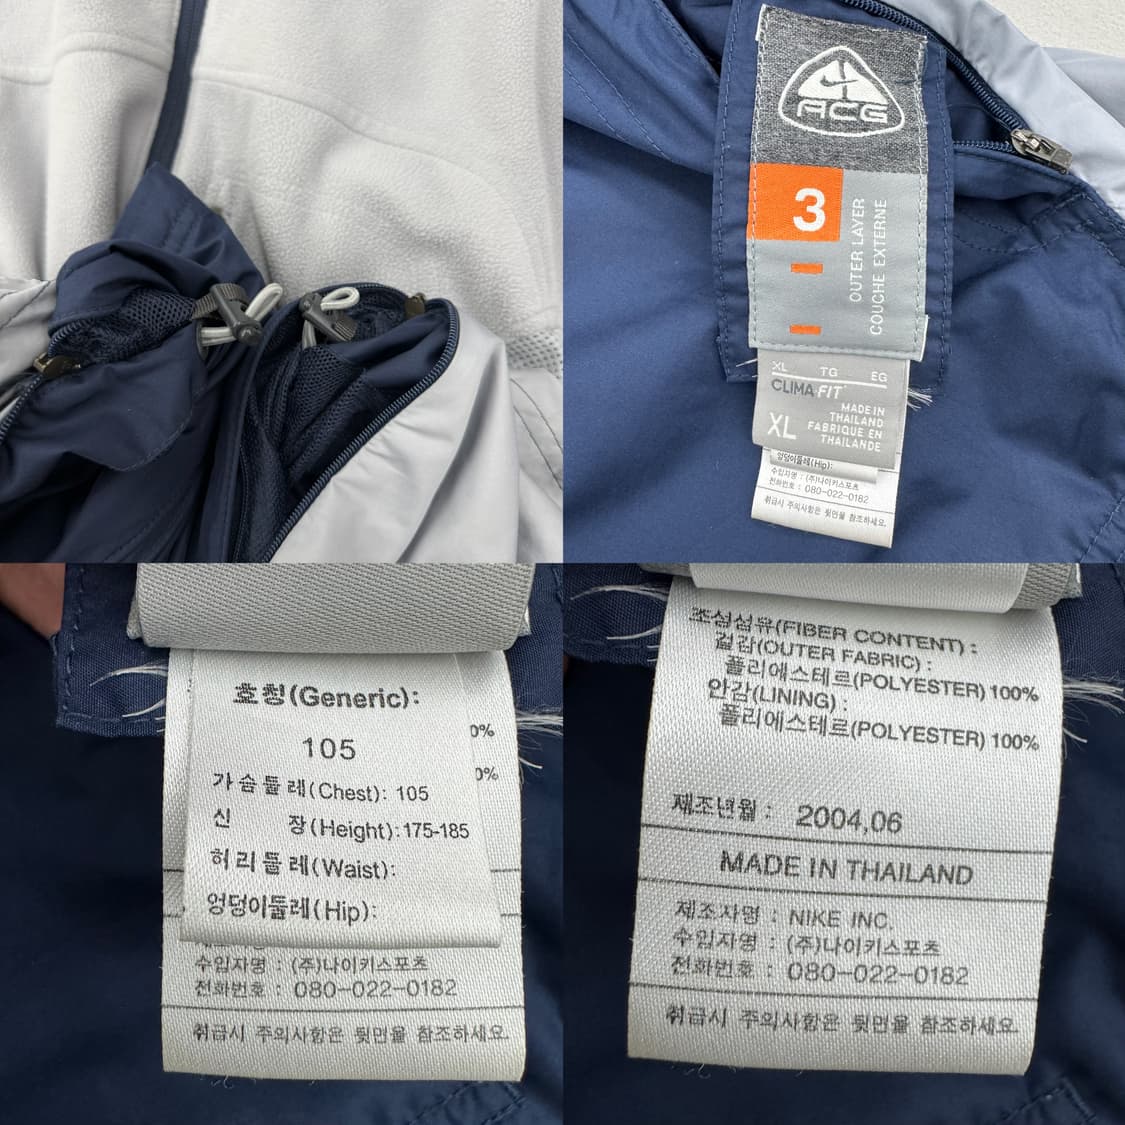 ACG
3
OUTER LAYER
COUCHE EXTERNE
XL TG EG
CLIMA FIT
XL
MADE IN
THAILAND
FABRIQUE EN
THAILANDE
엉덩이둘레(Hip):
수입자명 : (주)나이키스포츠
전화번호 : 080-022-0182
취급시 주의사항은 뒷면을 참조하세요.
호칭(Generic):
105
가슴둘레(Chest): 105
신 장(Height):175-185
허리둘레(Waist):
엉덩이둘레(Hip):
0%
0%
수입자명 : (주)나이키스포츠
전화번호 : 080-022-0182
취급시 주의사항은 뒷면을 참조하세요.
조성섬유(FIBER CONTENT) :
겉감(OUTER FABRIC) :
폴리에스테르(POLYESTER) 100%
안감(LINING) :
폴리에스테르(POLYESTER) 100%
제조년월 : 2004,06
MADE IN THAILAND
제조자명 : NIKE INC.
수입자명 : (주)나이키스포츠
전화번호 : 080-022-0182
취급시 주의사항은 뒷면을 참조하세요.